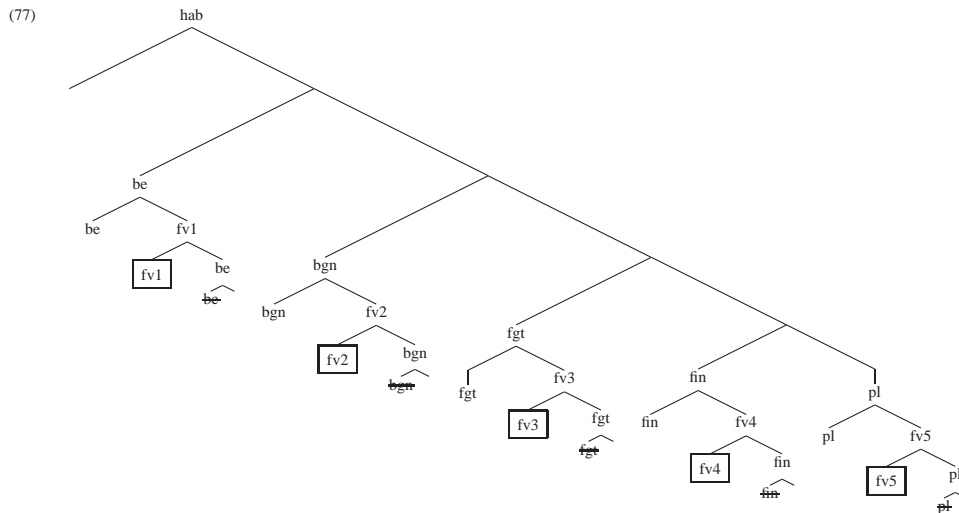 (77)
hab
be
be fv1
fv1 be
be
bgn
bgn fv2
fv2 bgn
bgn
fgt
fgt fv3
fv3 fgt
fgt
fin
fin fv4
fv4 fin
fin
pl
pl fv5
fv5 pl
pl